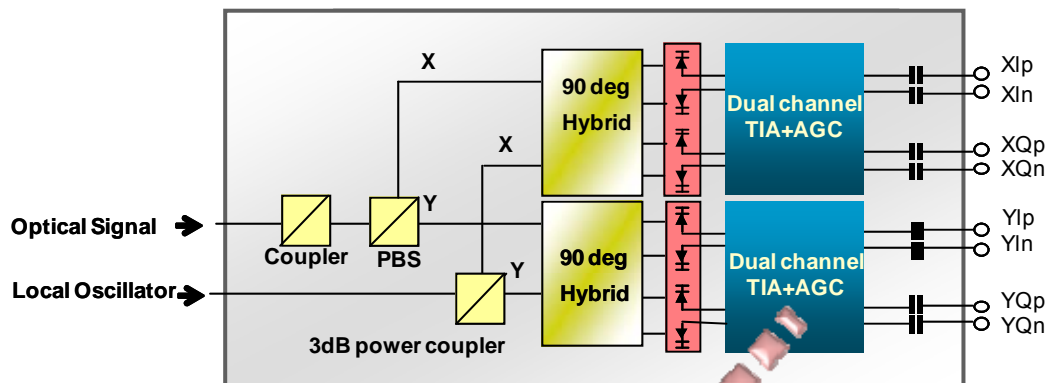 X
90 deg
Hybrid
Dual channel
TIA+AGC
XIp
XIn
X
XQp
XQn
Optical Signal
Coupler
PBS
Y
90 deg
Hybrid
Dual channel
TIA+AGC
YIp
YIn
Local Oscillator
Y
3dB power coupler
YQp
YQn